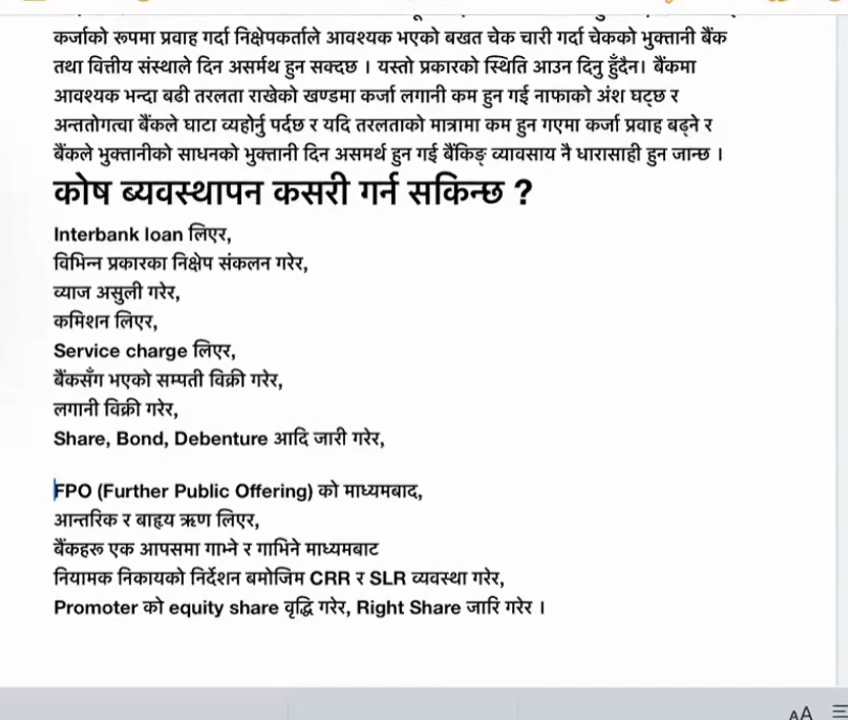 कर्जाको रूपमा प्रवाह गर्दा निक्षेपकर्ताले आवश्यक भएको बखत चेक चारी गर्दा चेकको भुक्तानी बैंक
तथा वित्तीय संस्थाले दिन असर्मथ हुन सक्दछ । यस्तो प्रकारको स्थिति आउन दिनु हुँदैन। बैंकमा
आवश्यक भन्दा बढी तरलता राखेको खण्डमा कर्जा लगानी कम हुन गई नाफाको अंश घट्छ र
अन्ततोगत्वा बैंकले घाटा व्यहोर्नु पर्दछ र यदि तरलताको मात्रामा कम हुन गएमा कर्जा प्रवाह बढ्ने र
बैंकले भुक्तानीको साधनको भुक्तानी दिन असमर्थ हुन गई बैंकिङ्ग व्यावसाय नै धारासाही हुन जान्छ ।
कोष ब्यवस्थापन कसरी गर्न सकिन्छ ?
Interbank loan लिएर,
विभिन्न प्रकारका निक्षेप संकलन गरेर,
व्याज असुली गरेर,
कमिशन लिएर,
Service charge लिएर,
बैंकसँग भएको सम्पती विक्री गरेर,
लगानी विक्री गरेर,
Share, Bond, Debenture आदि जारी गरेर,
FPO (Further Public Offering) को माध्यमबाद,
आन्तरिक र बाहृय ऋण लिएर,
बैंकहरू एक आपसमा गाभ्ने र गाभिने माध्यमबाट
नियामक निकायको निर्देशन बमोजिम CRR र SLR व्यवस्था गरेर,
Promoter को equity share वृद्धि गरेर, Right Share जारि गरेर ।
AA